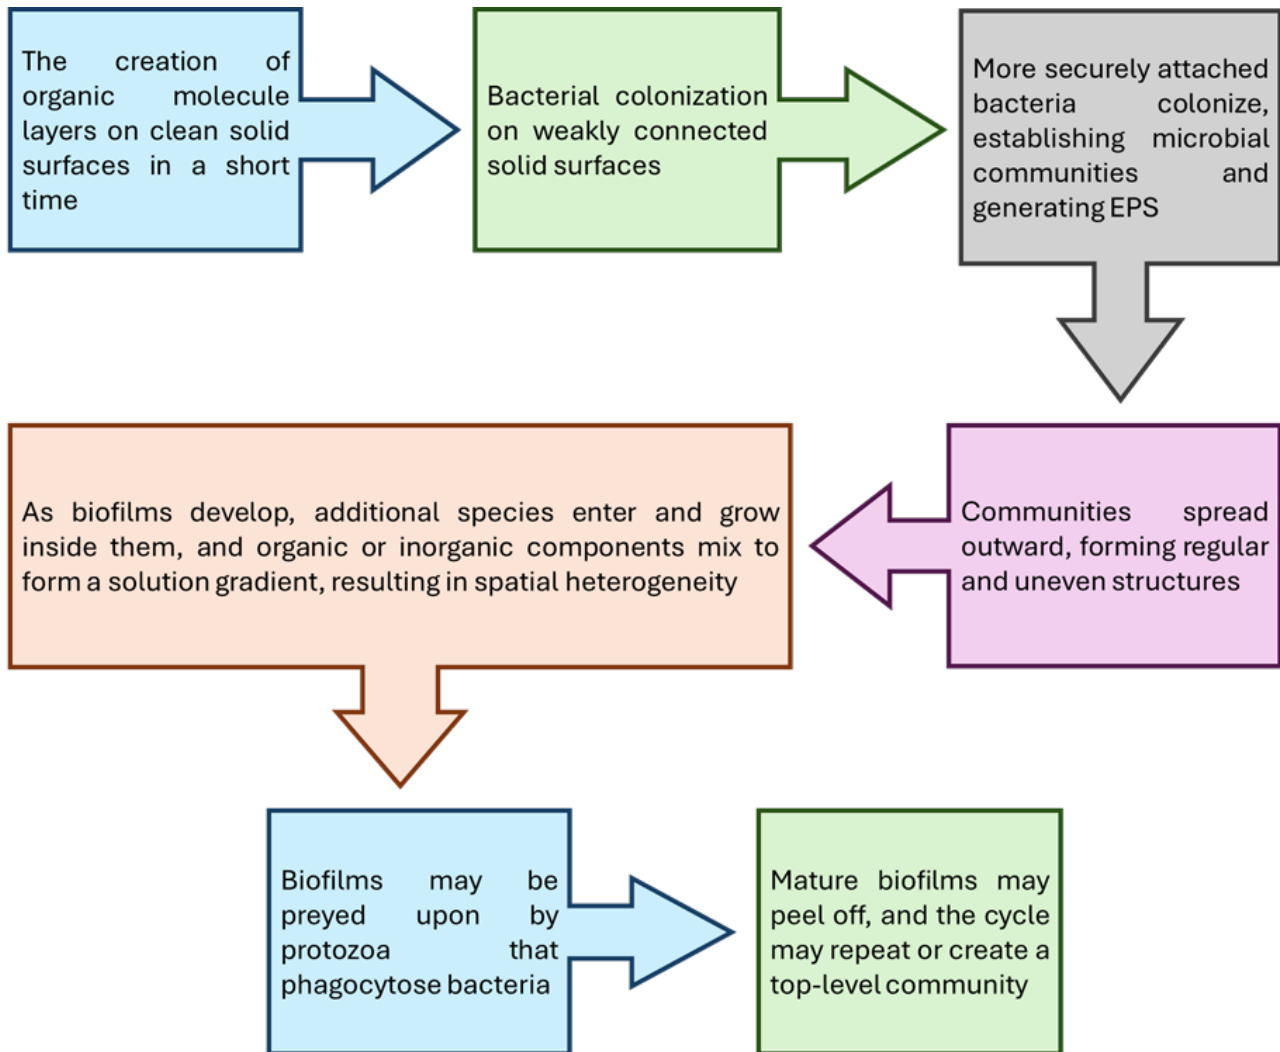 The creation of
organic molecule
layers on clean solid
surfaces in a short
time
Bacterial colonization
on weakly connected
solid surfaces
More securely attached
bacteria colonize,
establishing microbial
communities and
generating EPS
Communities spread
outward, forming regular
and uneven structures
As biofilms develop, additional species enter and grow
inside them, and organic or inorganic components mix to
form a solution gradient, resulting in spatial heterogeneity
Biofilms may be
preyed upon by
protozoa that
phagocytose bacteria
Mature biofilms may
peel off, and the cycle
may repeat or create a
top-level community